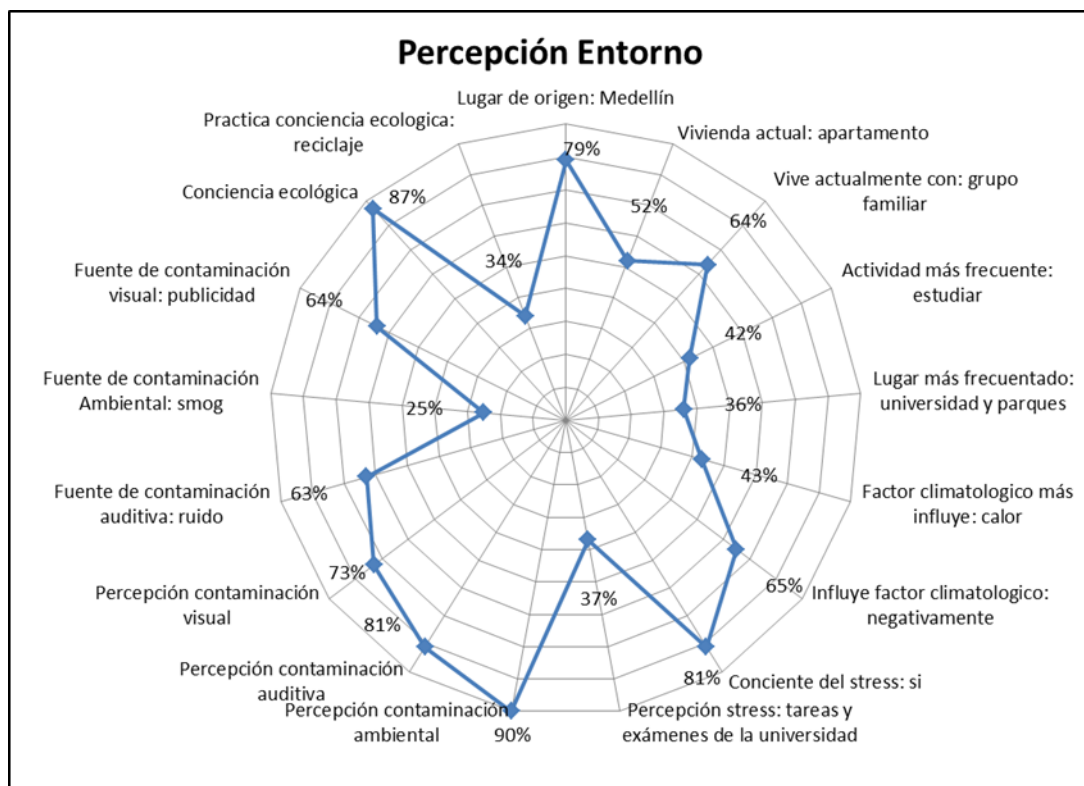 Percepción Entorno
Lugar de origen: Medellín
79%
Vivienda actual: apartamento
52%
Vive actualmente con: grupo
familiar
64%
Actividad más frecuente:
estudiar
42%
Lugar más frecuentado:
universidad y parques
36%
Factor climatologico más
influye: calor
43%
Influye factor climatologico:
negativamente
65%
Conciente del stress: si
81%
Percepción stress: tareas y
exámenes de la universidad
37%
Percepción contaminación
ambiental
90%
Percepción contaminación
auditiva
81%
Percepción contaminación
visual
73%
Fuente de contaminación
auditiva: ruido
63%
Fuente de contaminación
Ambiental: smog
25%
Fuente de contaminación
visual: publicidad
64%
Conciencia ecológica
87%
Practica conciencia ecologica:
reciclaje
34%